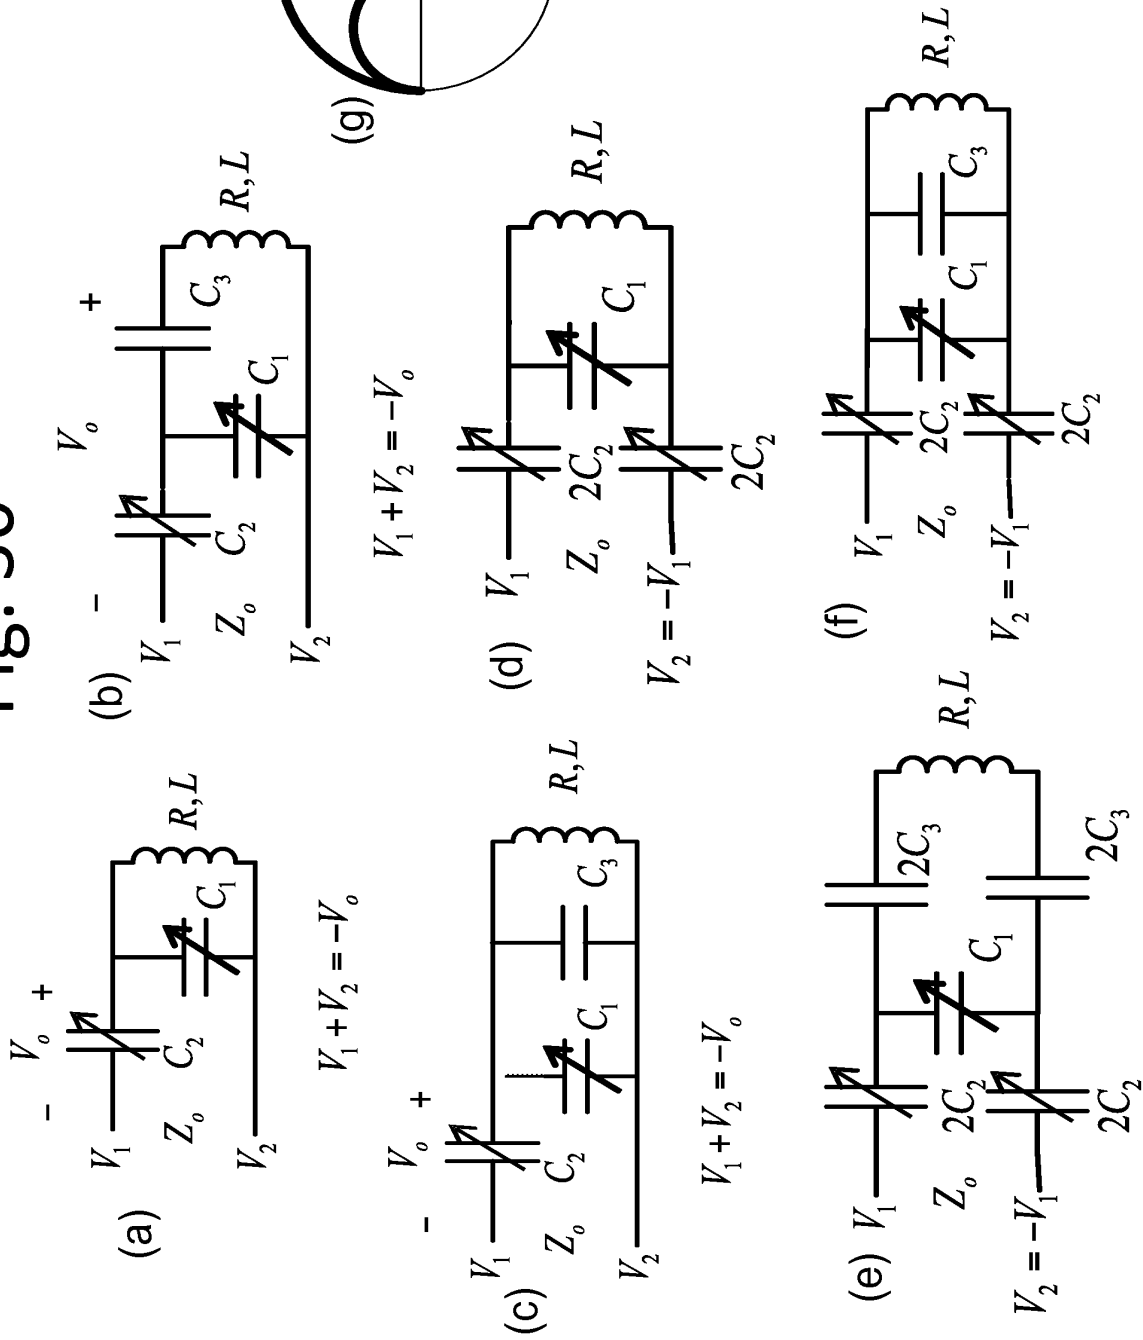 (a)
− V_o +
V_1
C_2
C_1
R,L
Z_o
V_2
V_1 + V_2 = −V_o
(b)
− V_o +
V_1
C_2
C_1
C_3
R,L
Z_o
V_2
V_1 + V_2 = −V_o
(c)
− V_o +
V_1
C_2
C_1
C_3
R,L
Z_o
V_2
V_1 + V_2 = −V_o
(d)
V_1
2C_2
C_1
R,L
Z_o
V_2 = −V_1
2C_2
(e)
V_1
2C_2
C_1
2C_3
R,L
Z_o
V_2 = −V_1
2C_2
2C_3
(f)
V_1
2C_2
C_1
C_3
R,L
Z_o
V_2 = −V_1
2C_2
(g)